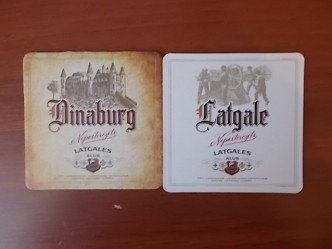 Dinaburg
Nepasterizēts
LATGALES
ALUS
Latgale
Nepasterizēts
LATGALES
ALUS